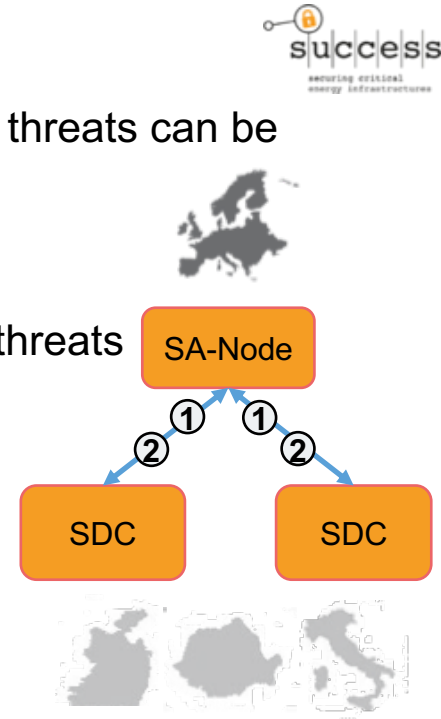 success
securing critical
energy infrastructures
threats can be
threats
SA-Node
1 1
2 2
SDC SDC